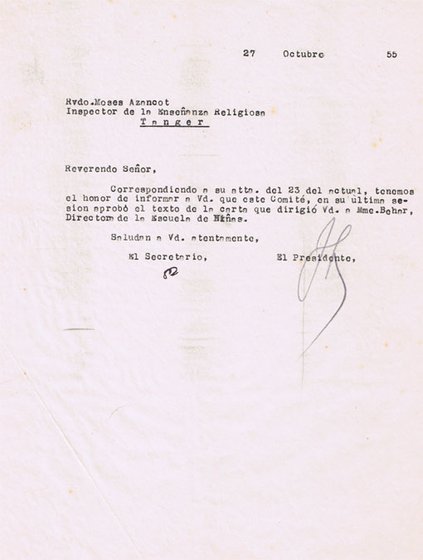 27 Octubre 55
Rvdo.Moses Azancot
Inspector de la Enseñanza Religiosa
Tanger
Reverendo Señor,
Correspondiendo a su atta. del 23 del actual, tenemos
el honor de informar a Vd. que este Comité, en su ultima se-
sion aprobó el texto de la carta que dirigió Vd. a Mme.Behar,
Directora de la Escuela de Niñas.
Saludan a Vd. atentamente,
El Secretario, El Presidente,